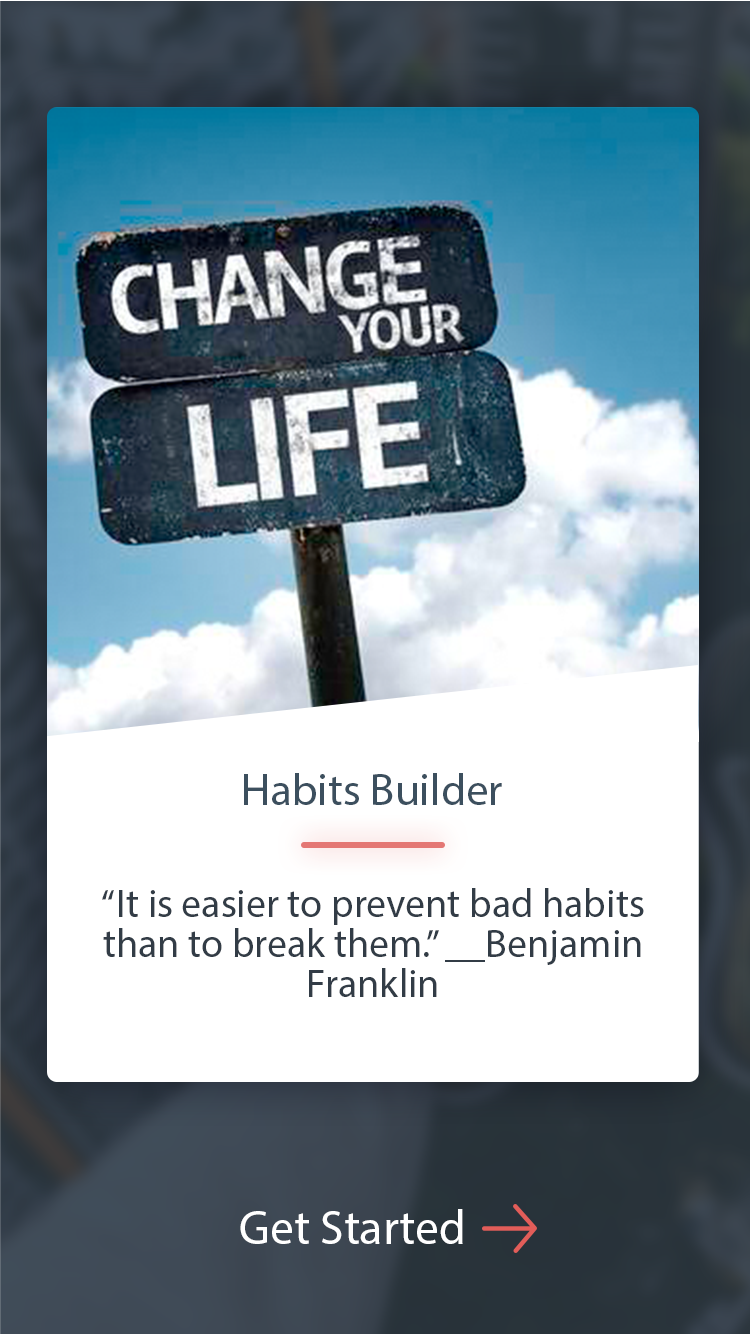 CHANGE
YOUR
LIFE
Habits Builder
“It is easier to prevent bad habits
than to break them.” __Benjamin
Franklin
Get Started